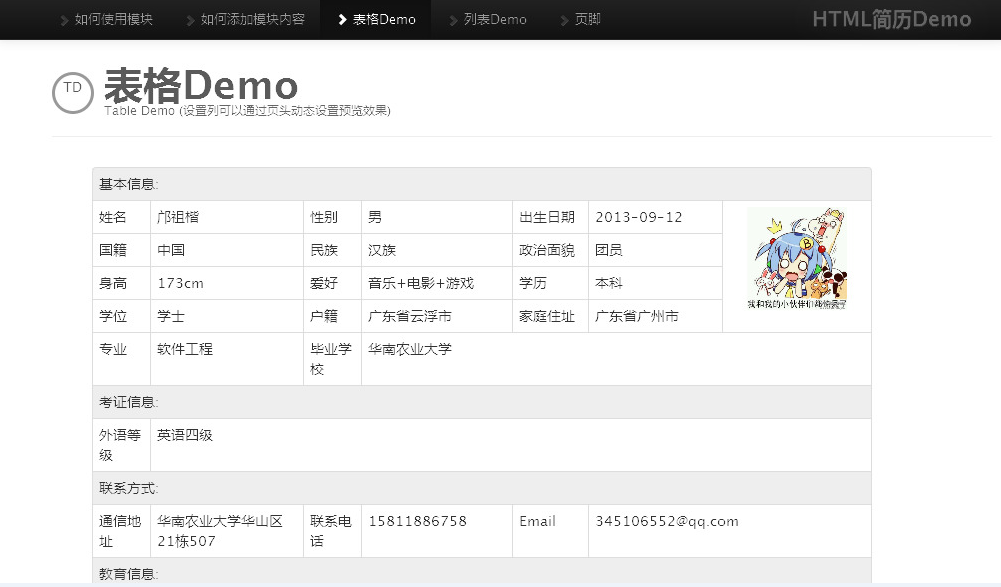 如何使用模块 如何添加模块内容 表格Demo 列表Demo 页脚 HTML简历Demo
TD
表格Demo
Table Demo (设置列可以通过页头动态设置预览效果)
基本信息:
姓名 邝祖楷 性别 男 出生日期 2013-09-12
国籍 中国 民族 汉族 政治面貌 团员
身高 173cm 爱好 音乐+电影+游戏 学历 本科
我和我的小伙伴们都惊呆了
学位 学士 户籍 广东省云浮市 家庭住址 广东省广州市
专业 软件工程 毕业学 华南农业大学
校
考证信息:
外语等 英语四级
级
联系方式:
通信地 华南农业大学华山区 联系电 15811886758 Email 345106552@qq.com
址 21栋507 话
教育信息: